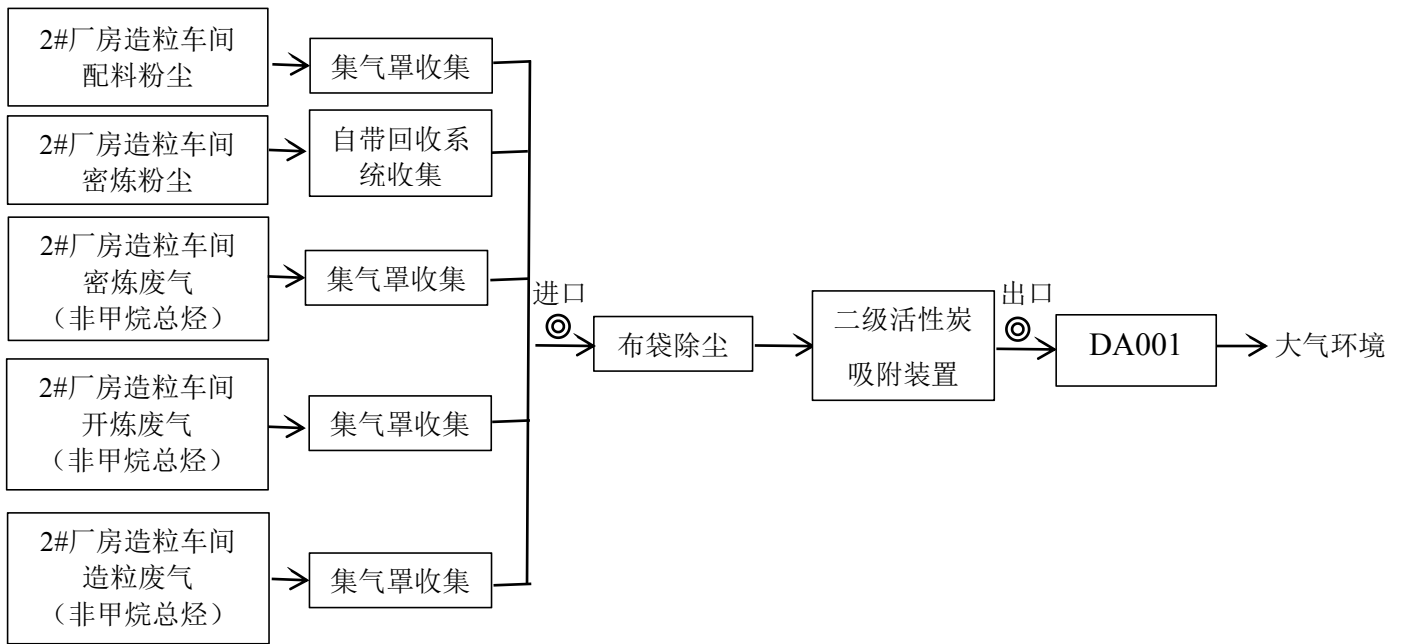 2#厂房造粒车间
配料粉尘
集气罩收集
2#厂房造粒车间
密炼粉尘
自带回收系
统收集
2#厂房造粒车间
密炼废气
（非甲烷总烃）
集气罩收集
2#厂房造粒车间
开炼废气
（非甲烷总烃）
集气罩收集
2#厂房造粒车间
造粒废气
（非甲烷总烃）
集气罩收集
进口
布袋除尘
二级活性炭
吸附装置
出口
DA001
大气环境